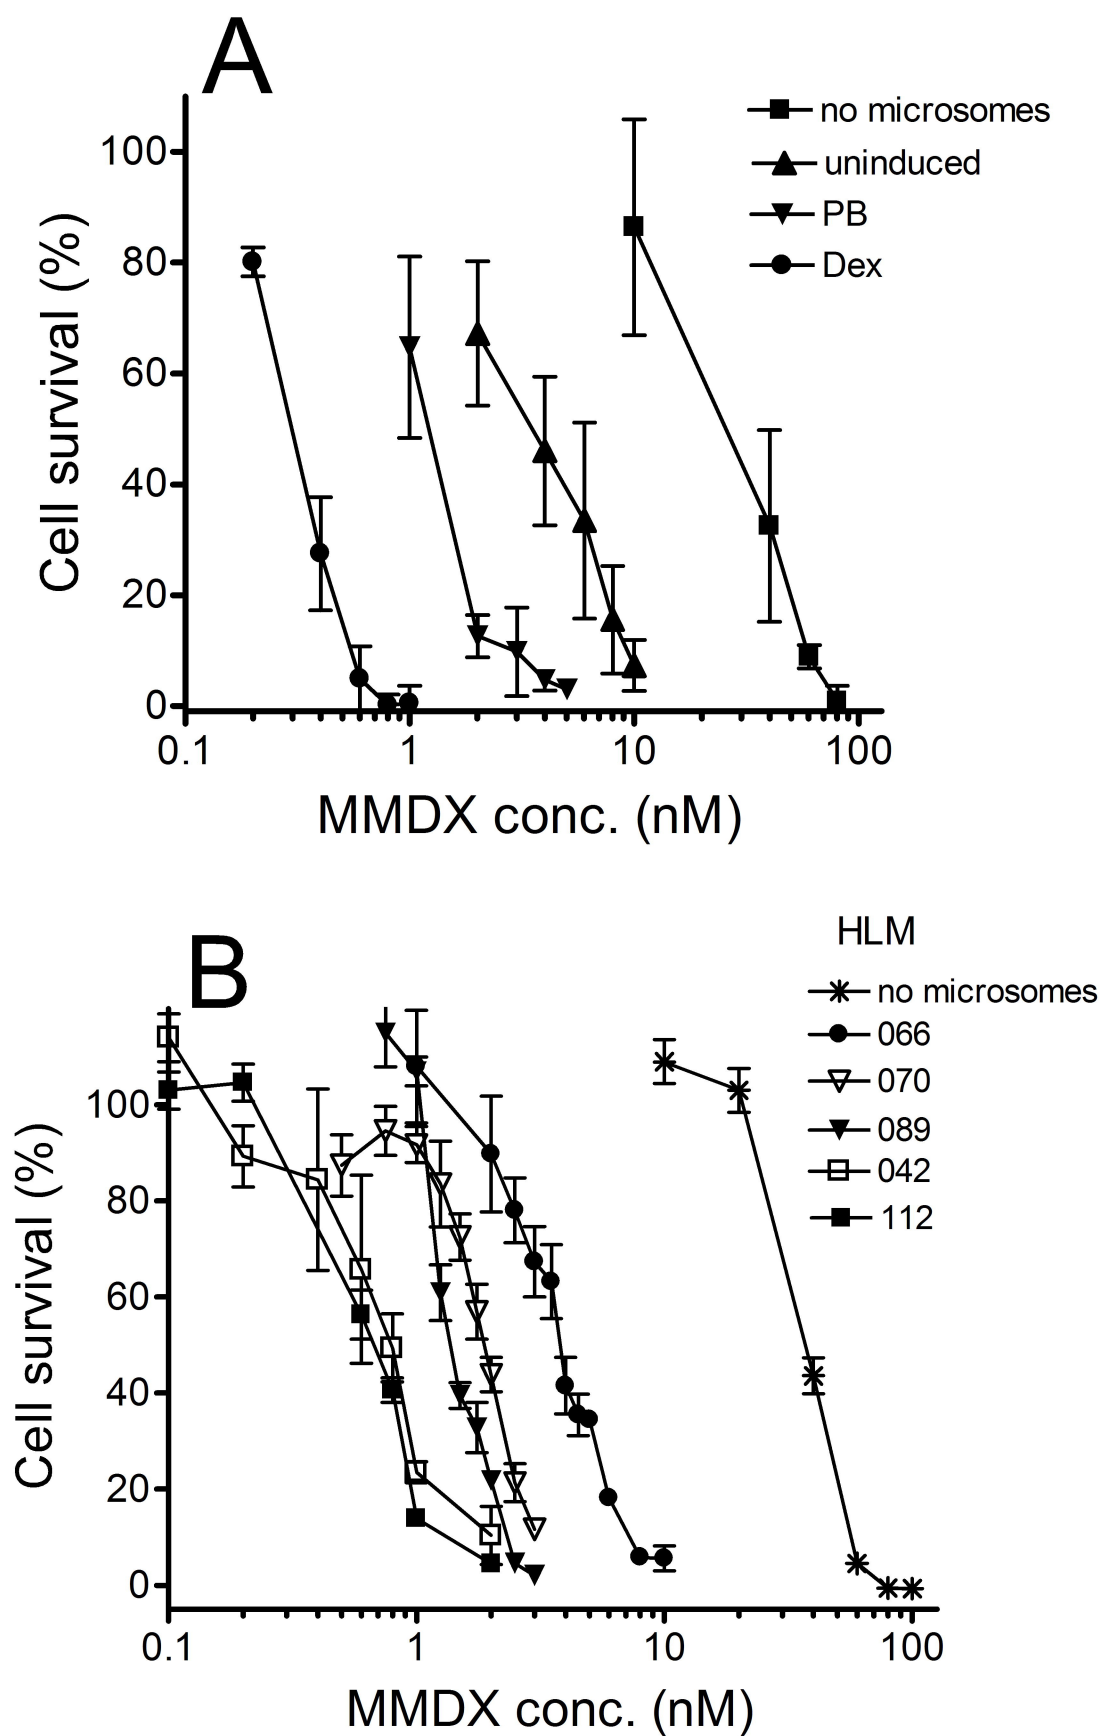 A
no microsomes
uninduced
PB
Dex
Cell survival (%)
100
80
60
40
20
0
0.1 1 10 100
MMDX conc. (nM)
B
HLM
no microsomes
066
070
089
042
112
Cell survival (%)
100
80
60
40
20
0
0.1 1 10 100
MMDX conc. (nM)